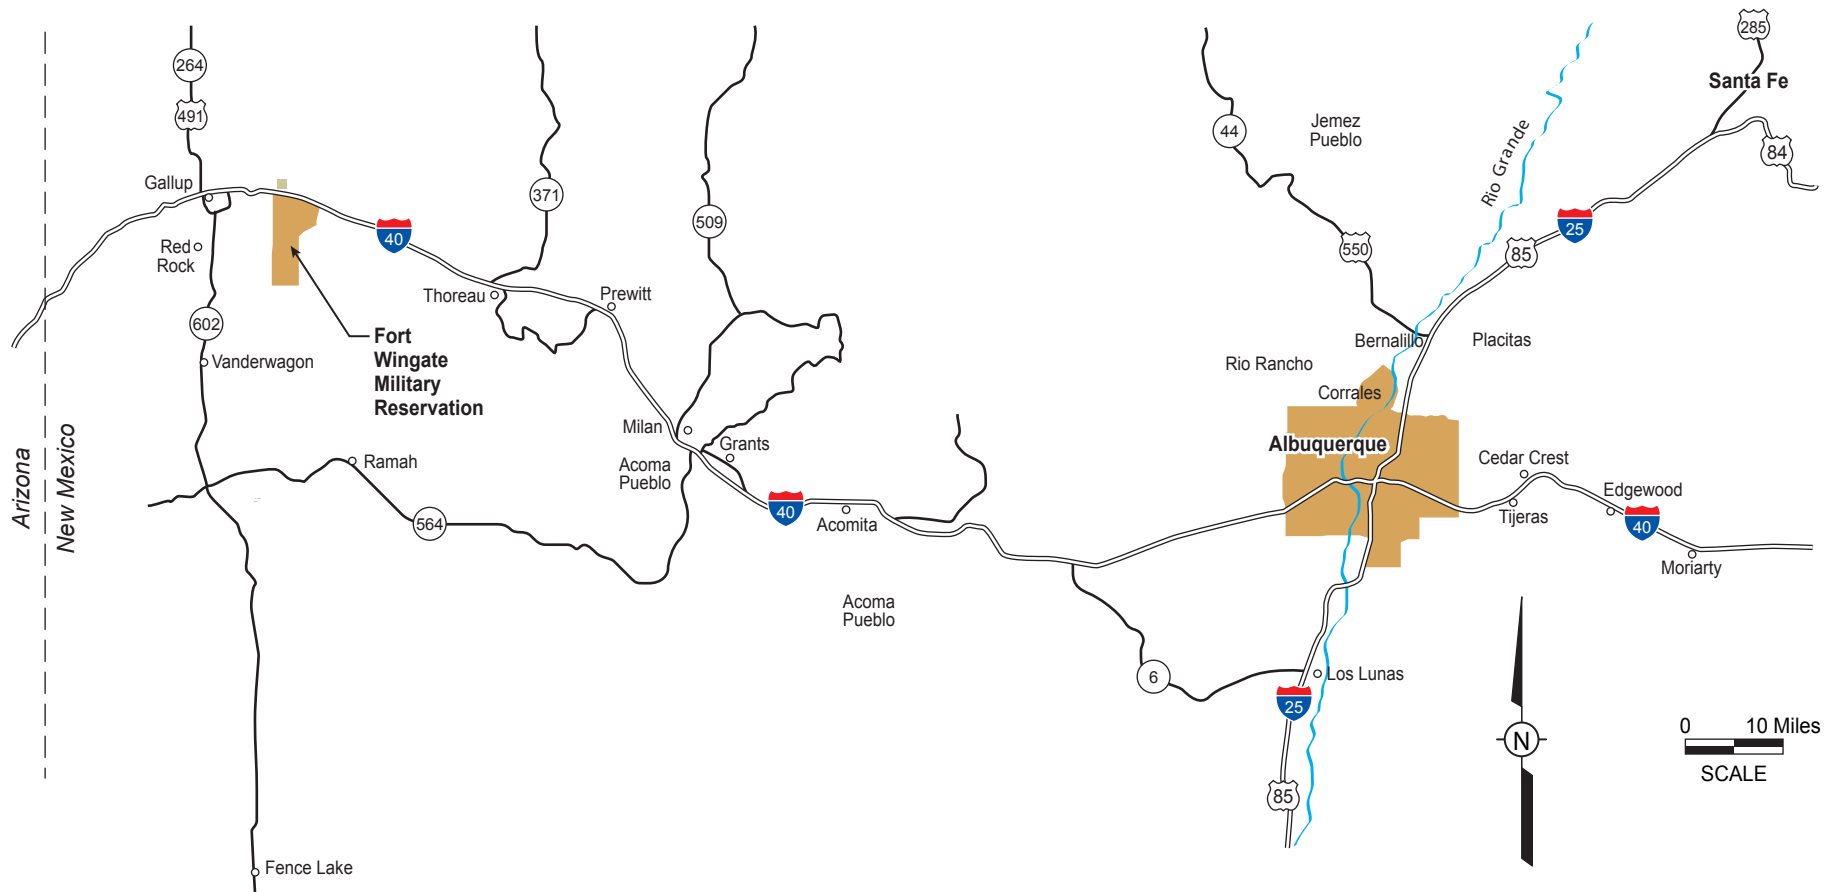 285
Santa Fe
264
491
44
Jemez
Pueblo
Rio Grande
84
Gallup
371
509
40
25
550
85
Red
Rock
Thoreau
Prewitt
602
Fort
Wingate
Military
Reservation
Vanderwagon
Bernalillo
Placitas
Rio Rancho
Corrales
Milan
Grants
Albuquerque
Arizona
New Mexico
Ramah
Acoma
Pueblo
Cedar Crest
Edgewood
564
40
Acomita
Tijeras
40
Moriarty
Acoma
Pueblo
6
Los Lunas
25
85
N
0 10 Miles
SCALE
Fence Lake